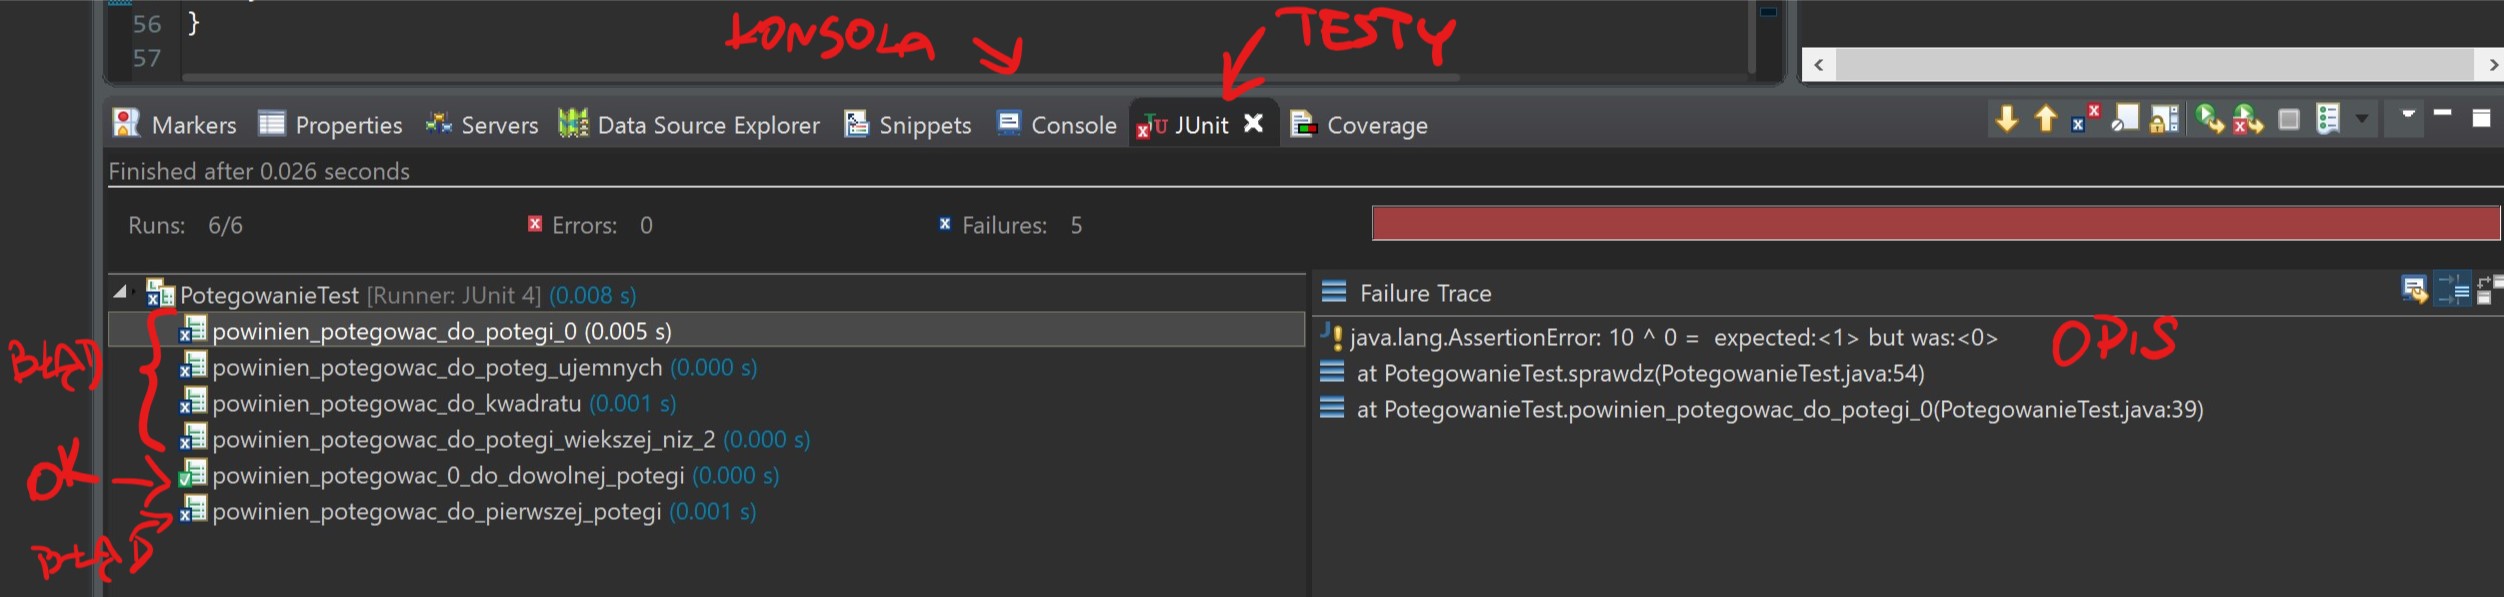 56 }
57
KONSOLA
TESTY
Markers Properties Servers Data Source Explorer Snippets Console JUnit Coverage
Finished after 0.026 seconds
Runs: 6/6 Errors: 0 Failures: 5
PotegowanieTest [Runner: JUnit 4] (0.008 s)
powinien_potegowac_do_potegi_0 (0.005 s)
powinien_potegowac_do_poteg_ujemnych (0.000 s)
powinien_potegowac_do_kwadratu (0.001 s)
powinien_potegowac_do_potegi_wiekszej_niz_2 (0.000 s)
powinien_potegowac_0_do_dowolnej_potegi (0.000 s)
powinien_potegowac_do_pierwszej_potegi (0.001 s)
BŁĄD
OK
BŁĄD
Failure Trace
java.lang.AssertionError: 10 ^ 0 = expected:<1> but was:<0>
at PotegowanieTest.sprawdz(PotegowanieTest.java:54)
at PotegowanieTest.powinien_potegowac_do_potegi_0(PotegowanieTest.java:39)
OPIS